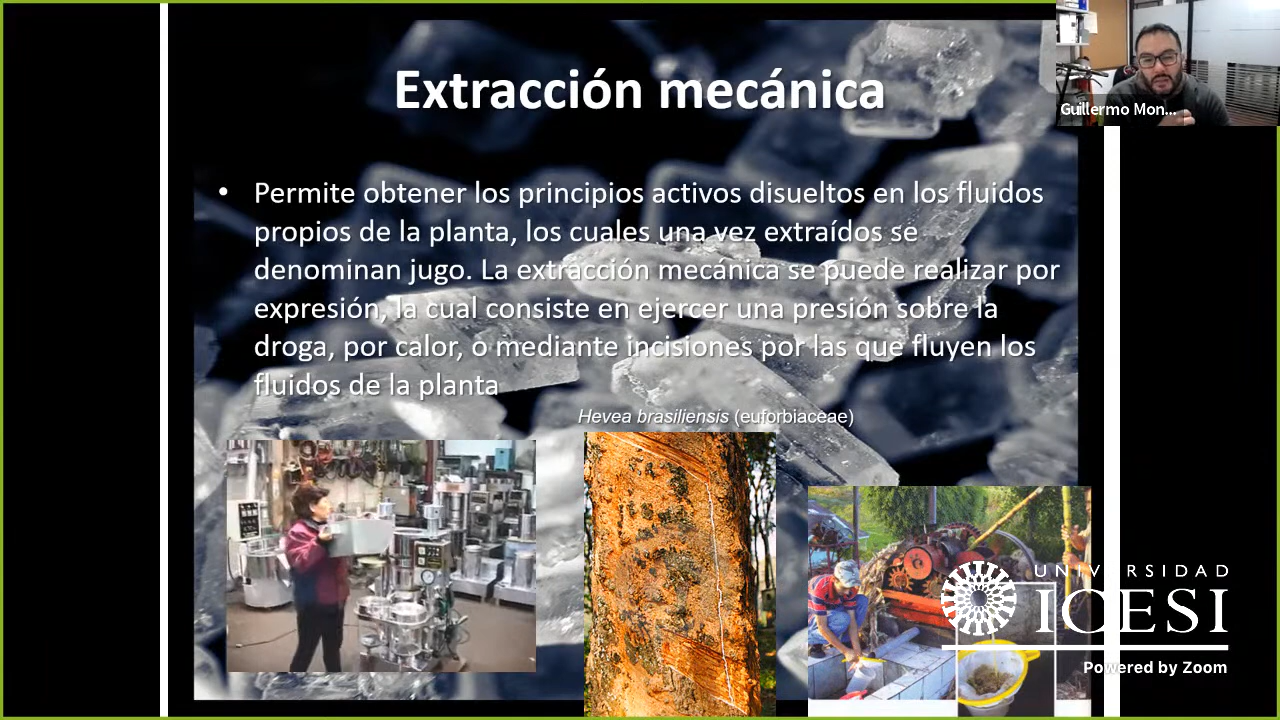 Extracción mecánica
Guillermo Mon...
• Permite obtener los principios activos disueltos en los fluidos
propios de la planta, los cuales una vez extraídos se
denominan jugo. La extracción mecánica se puede realizar por
expresión, la cual consiste en ejercer una presión sobre la
droga, por calor, o mediante incisiones por las que fluyen los
fluidos de la planta
Hevea brasiliensis (euforbiaceae)
UNIVERSIDAD
ICESI
Powered by Zoom